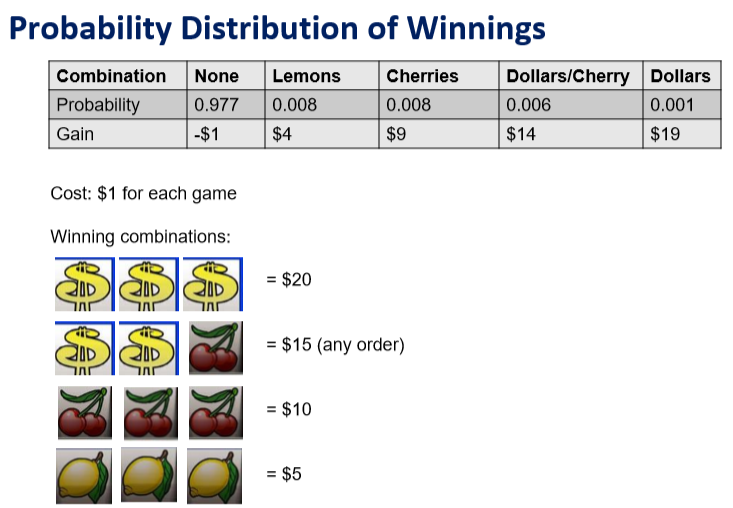 Probability Distribution of Winnings
Combination None Lemons Cherries Dollars/Cherry Dollars
Probability 0.977 0.008 0.008 0.006 0.001
Gain -$1 $4 $9 $14 $19
Cost: $1 for each game
Winning combinations:
$ $ $ = $20
$ $ = $15 (any order)
= $10
= $5